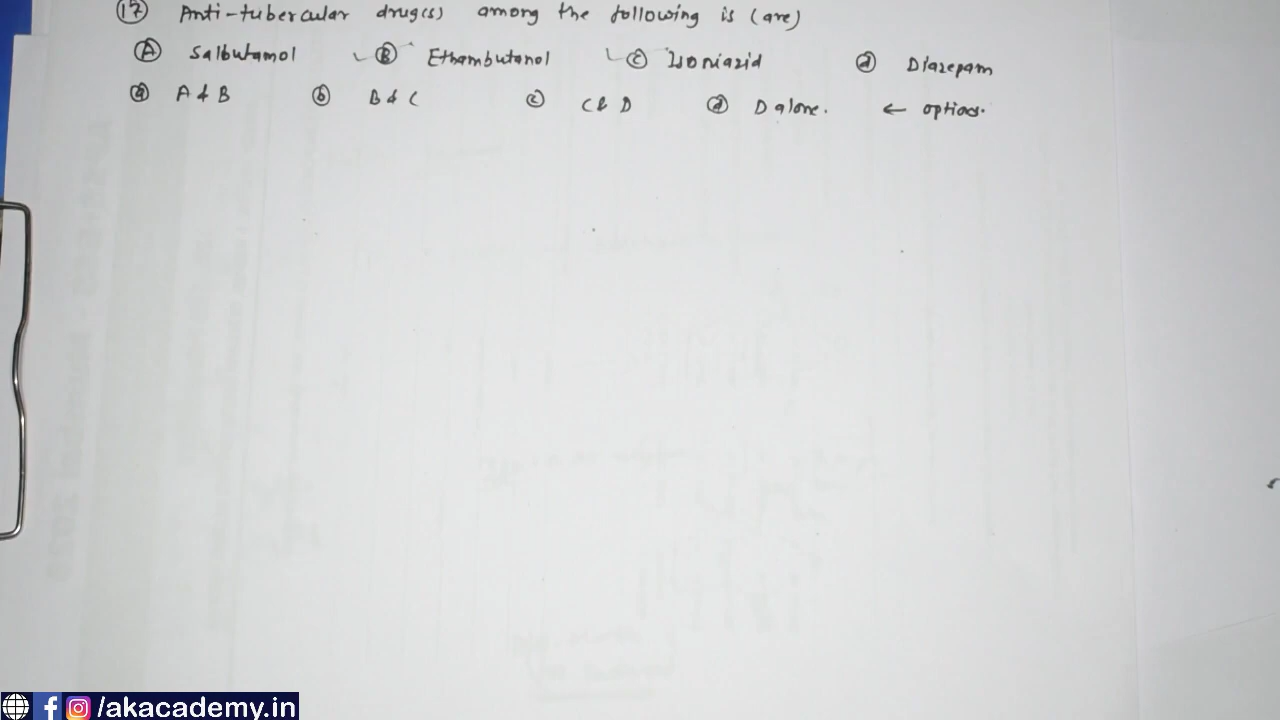 (17) Anti-tubercular drug(s) among the following is (are)
(A) Salbutamol (B) Ethambutanol (C) Isoniazid (d) Diazepam
(a) A & B (b) B & C (c) C & D (d) D alone. ← options.
/akacademy.in